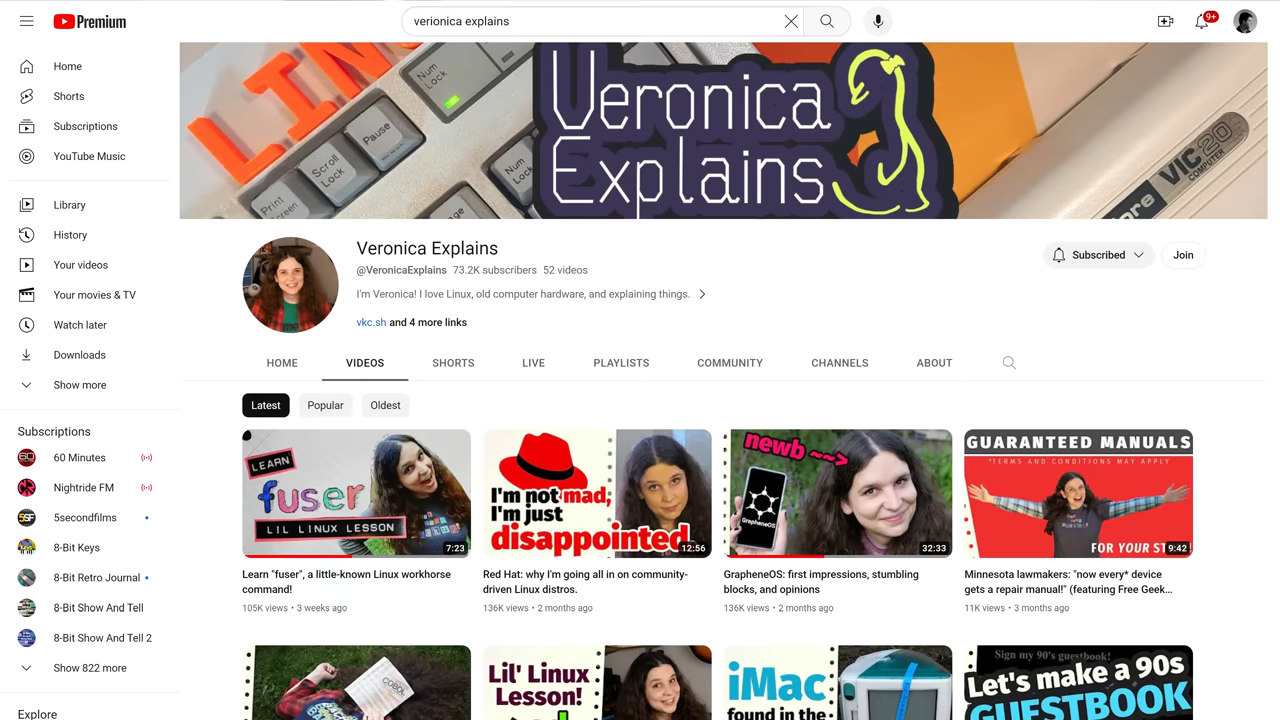 Premium
verionica explains
9+
Home
Shorts
Subscriptions
YouTube Music
Library
History
Your videos
Your movies & TV
Watch later
Downloads
Show more
Subscriptions
60 Minutes
Nightride FM
5secondfilms
8-Bit Keys
8-Bit Retro Journal
8-Bit Show And Tell
8-Bit Show And Tell 2
Show 822 more
Explore
LIN
Num Lock
Pause
Scroll Lock
Print Screen
Num
Veronica
Explains
VIC20
COMPUTER
Veronica Explains
@VeronicaExplains 73.2K subscribers 52 videos
I'm Veronica! I love Linux, old computer hardware, and explaining things.
vkc.sh and 4 more links
Subscribed
Join
HOME VIDEOS SHORTS LIVE PLAYLISTS COMMUNITY CHANNELS ABOUT
Latest Popular Oldest
LEARN
fuser
LIL LINUX LESSON
7:23
Learn "fuser", a little-known Linux workhorse
command!
105K views • 3 weeks ago
I'm not mad,
I'm just
disappointed
12:56
Red Hat: why I'm going all in on community-
driven Linux distros.
136K views • 2 months ago
newb ~~>
GrapheneOS
32:33
GrapheneOS: first impressions, stumbling
blocks, and opinions
136K views • 2 months ago
GUARANTEED MANUALS
*TERMS AND CONDITIONS MAY APPLY
FOR YOUR ST
9:42
Minnesota lawmakers: "now every* device
gets a repair manual!" (featuring Free Geek...
11K views • 3 months ago
COBOL
Lil' Linux
Lesson!
iMac
found in the
Sign my 90's guestbook!
Let's make a 90s
GUESTBOOK